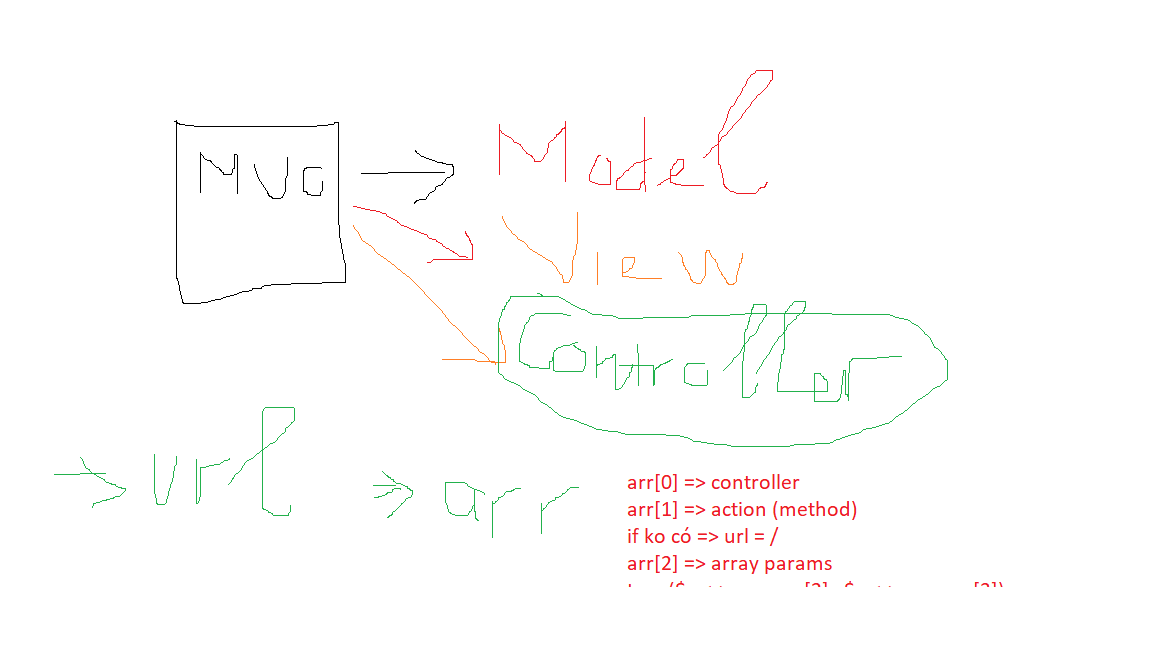 MVC
Model
View
Controller
url
arr
arr[0] => controller
arr[1] => action (method)
if ko có => url = /
arr[2] => array params